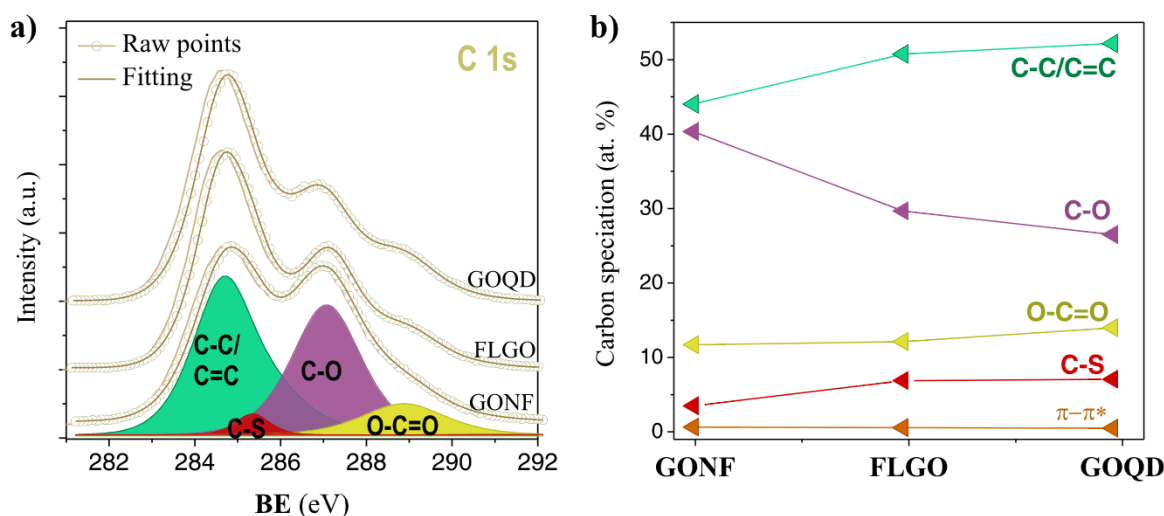 a)
Raw points
Fitting
C 1s
Intensity (a.u.)
GOQD
FLGO
GONF
C-C/
C=C
C-O
C-S
O-C=O
282 284 286 288 290 292
BE (eV)
b)
Carbon speciation (at. %)
50
40
30
20
10
0
C-C/C=C
C-O
O-C=O
C-S
π−π*
GONF FLGO GOQD